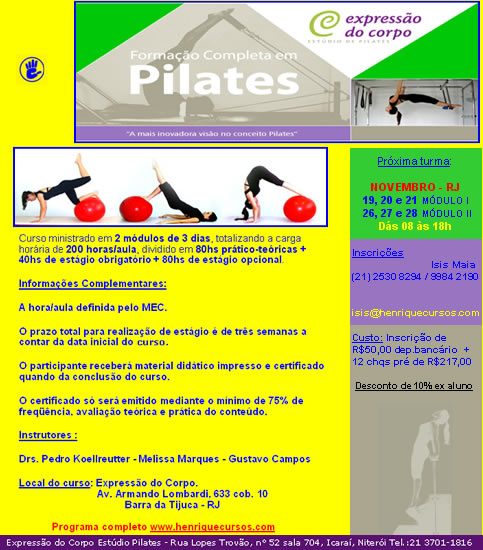 expressão
do corpo
ESTÚDIO DE PILATES
Formação Completa em
Pilates
"A mais inovadora visão no conceito Pilates"
Curso ministrado em 2 módulos de 3 dias, totalizando a carga
horária de 200 horas/aula, dividido em 80hs prático-teóricas +
40hs de estágio obrigatório + 80hs de estágio opcional.
Informações Complementares:
A hora/aula definida pelo MEC.
O prazo total para realização de estágio é de três semanas a
contar da data inicial do curso.
O participante receberá material didático impresso e certificado
quando da conclusão do curso.
O certificado só será emitido mediante o mínimo de 75% de
freqüência, avaliação teórica e prática do conteúdo.
Instrutores :
Drs. Pedro Koellreutter - Melissa Marques - Gustavo Campos
Local do curso: Expressão do Corpo.
Av. Armando Lombardi, 633 cob. 10
Barra da Tijuca - RJ
Programa completo www.henriquecursos.com
Próxima turma:
NOVEMBRO - RJ
19, 20 e 21 MÓDULO I
26, 27 e 28 MÓDULO II
Das 08 às 18h
Inscrições
Isis Maia
(21) 2530 8294 / 9984 2190
isis@henriquecursos.com
Custo: Inscrição de
R$50,00 dep.bancário +
12 chqs pré de R$217,00
Desconto de 10% ex aluno
Expressão do Corpo Estúdio Pilates - Rua Lopes Trovão, nº 52 sala 704, Icaraí, Niterói Tel.:21 3701-1816